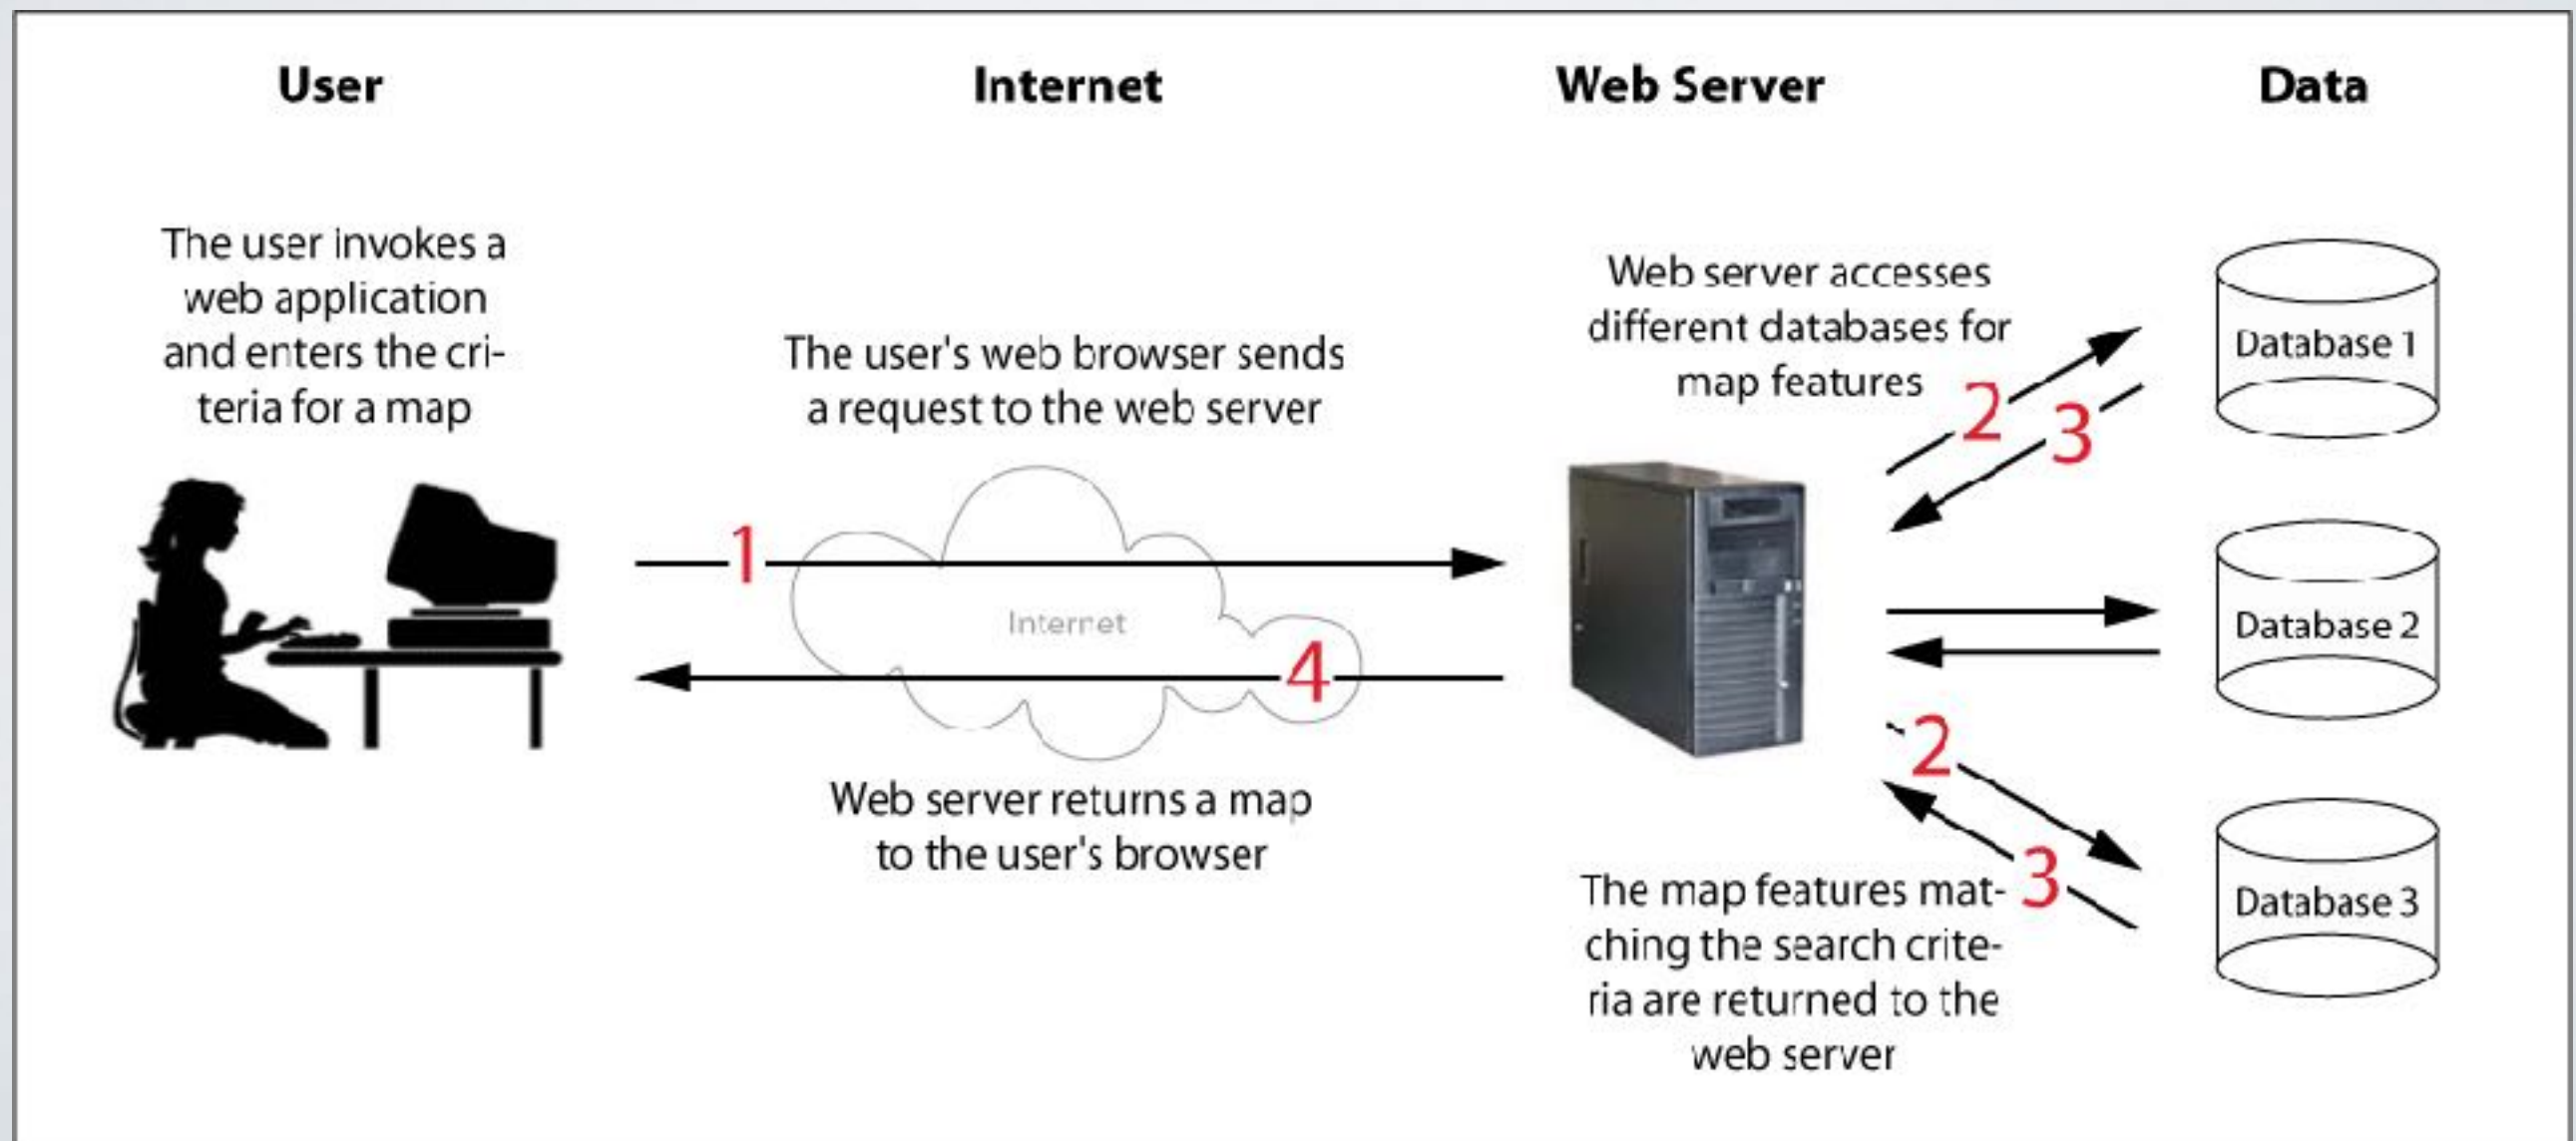 User
Internet
Web Server
Data
The user invokes a
web application
and enters the cri-
teria for a map
The user's web browser sends
a request to the web server
Web server accesses
different databases for
map features
1
Internet
4
Web server returns a map
to the user's browser
2
3
2
3
The map features mat-
ching the search crite-
ria are returned to the
web server
Database 1
Database 2
Database 3